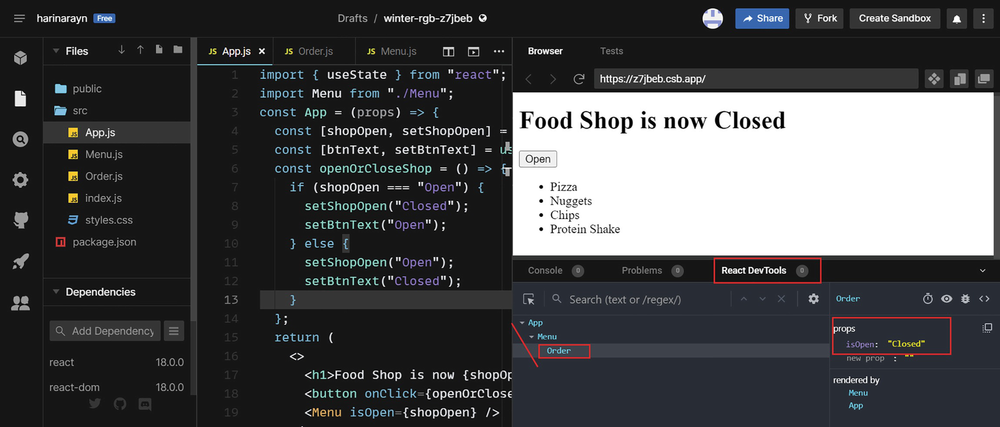 harinarayn Free
Drafts / winter-rgb-z7jbeb
Share
Fork
Create Sandbox
Files
public
src
JS App.js
JS Menu.js
JS Order.js
JS index.js
styles.css
package.json
Dependencies
Add Dependency
react 18.0.0
react-dom 18.0.0
JS App.js
JS Order.js
JS Menu.js
1 import { useState } from "react";
2 import Menu from "./Menu";
3 const App = (props) => {
4 const [shopOpen, setShopOpen] =
5 const [btnText, setBtnText] = us
6 const openOrCloseShop = () => {
7 if (shopOpen === "Open") {
8 setShopOpen("Closed");
9 setBtnText("Open");
10 } else {
11 setShopOpen("Open");
12 setBtnText("Closed");
13 }
14 };
15 return (
16 <>
17 <h1>Food Shop is now {shopOp
18 <button onClick={openOrClose
19 <Menu isOpen={shopOpen} />
Browser
Tests
https://z7jbeb.csb.app/
Food Shop is now Closed
Open
• Pizza
• Nuggets
• Chips
• Protein Shake
Console 0
Problems 0
React DevTools 0
Search (text or /regex/)
App
Menu
Order
Order
props
isOpen: "Closed"
new prop : ""
rendered by
Menu
App